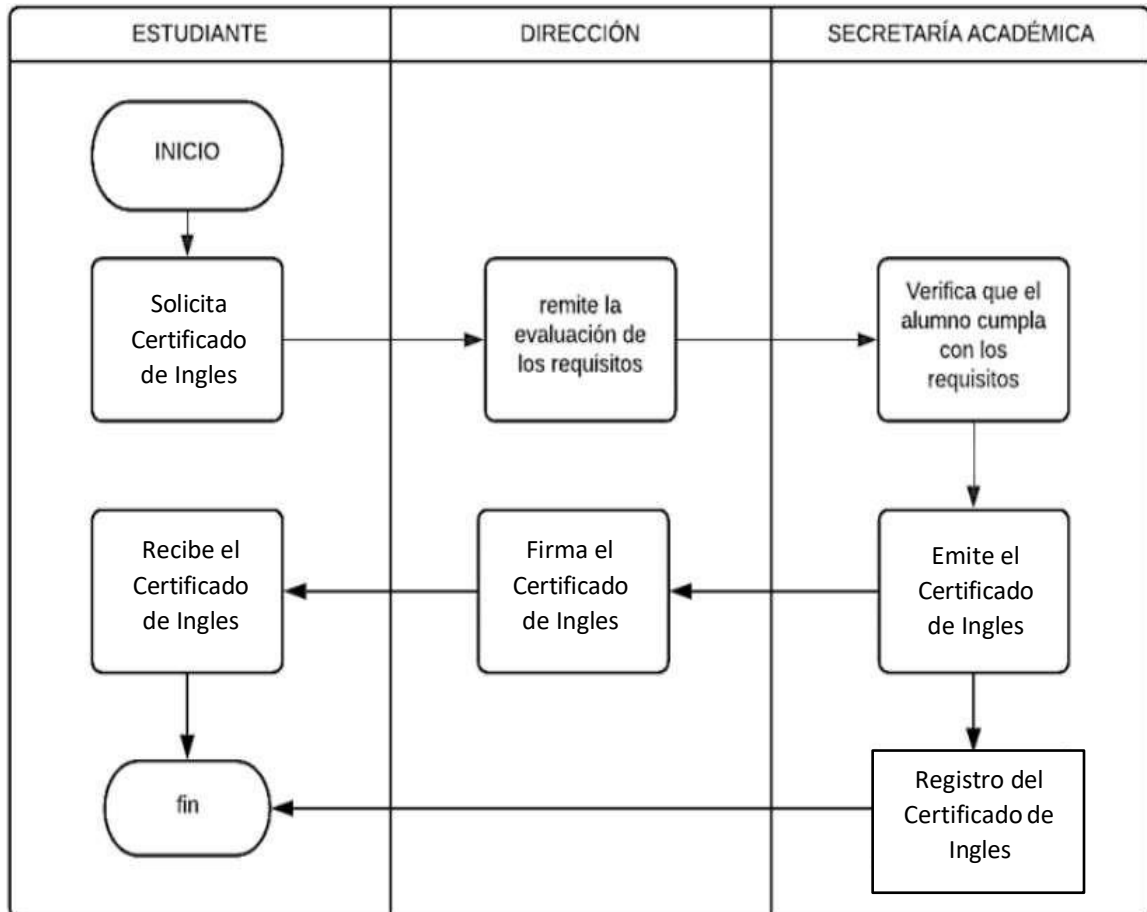 ESTUDIANTE
DIRECCIÓN
SECRETARÍA ACADÉMICA
INICIO
Solicita
Certificado
de Ingles
remite la
evaluación de
los requisitos
Verifica que el
alumno cumpla
con los
requisitos
Recibe el
Certificado
de Ingles
Firma el
Certificado
de Ingles
Emite el
Certificado
de Ingles
fin
Registro del
Certificado de
Ingles